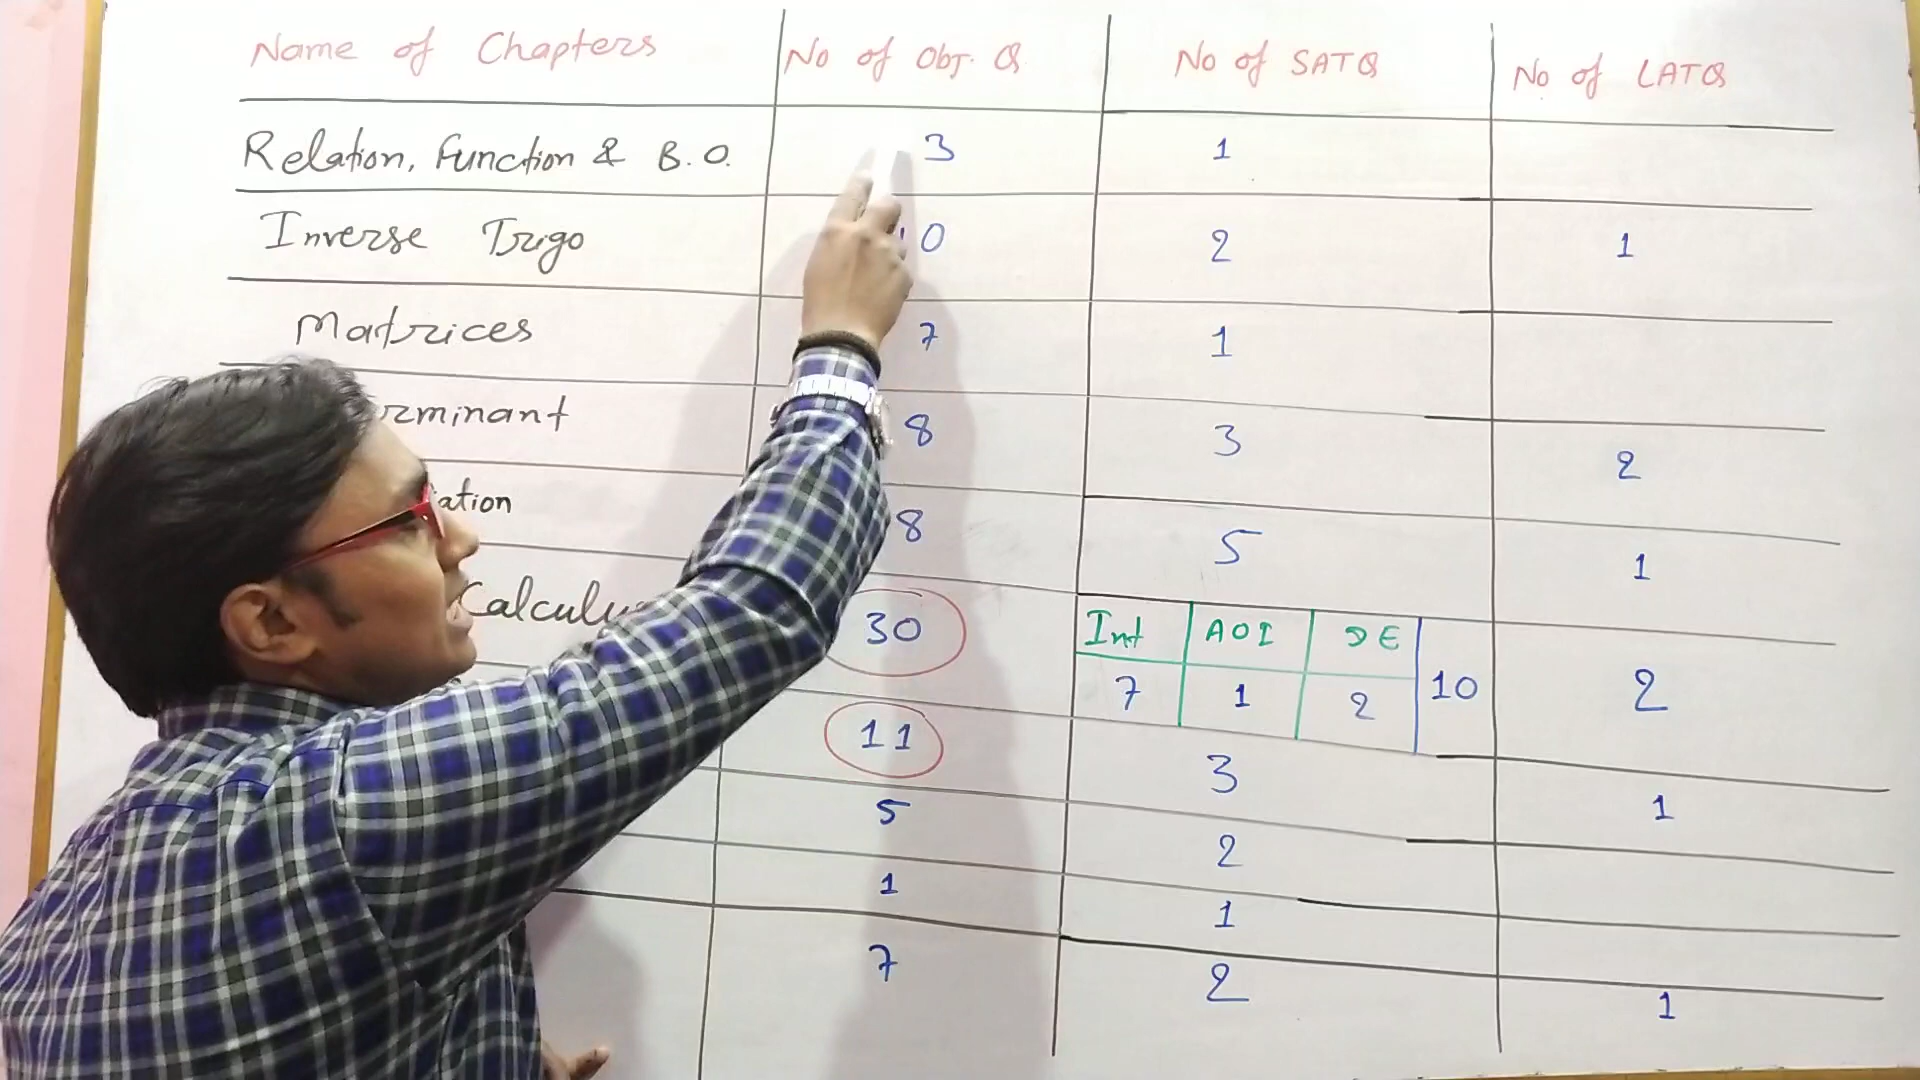 Name of Chapters No of Obj. Q No of SATQ No of LATQ
Relation, Function & B.O. 3 1
Inverse Trigo 10 2 1
Matrices 7 1
rminant 8 3 2
ation 8 5 1
Calculu 30 Int AOI DE 10 2
7 1 2
11 3 1
5 2
1 1
7 2 1